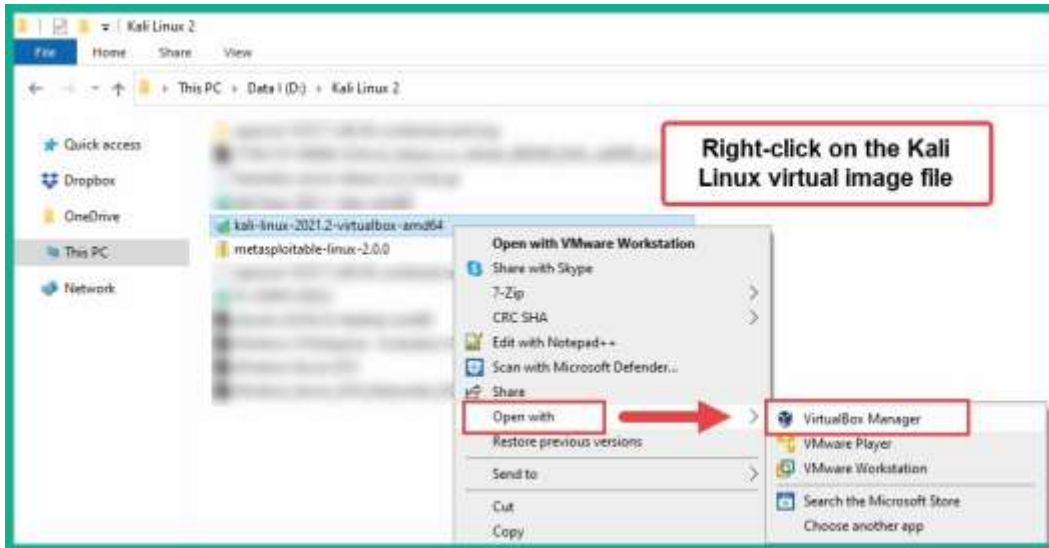 Kali Linux 2
File Home Share View
This PC Data I (D:) Kali Linux 2
Quick access
Dropbox
OneDrive
This PC
Network
kali-linux-2021.2-virtualbox-amd64
metasploitable-linux-2.0.0
Right-click on the Kali
Linux virtual image file
Open with VMware Workstation
Share with Skype
7-Zip
CRC SHA
Edit with Notepad++
Scan with Microsoft Defender...
Share
Open with
Restore previous versions
Send to
Cut
Copy
VirtualBox Manager
VMware Player
VMware Workstation
Search the Microsoft Store
Choose another app